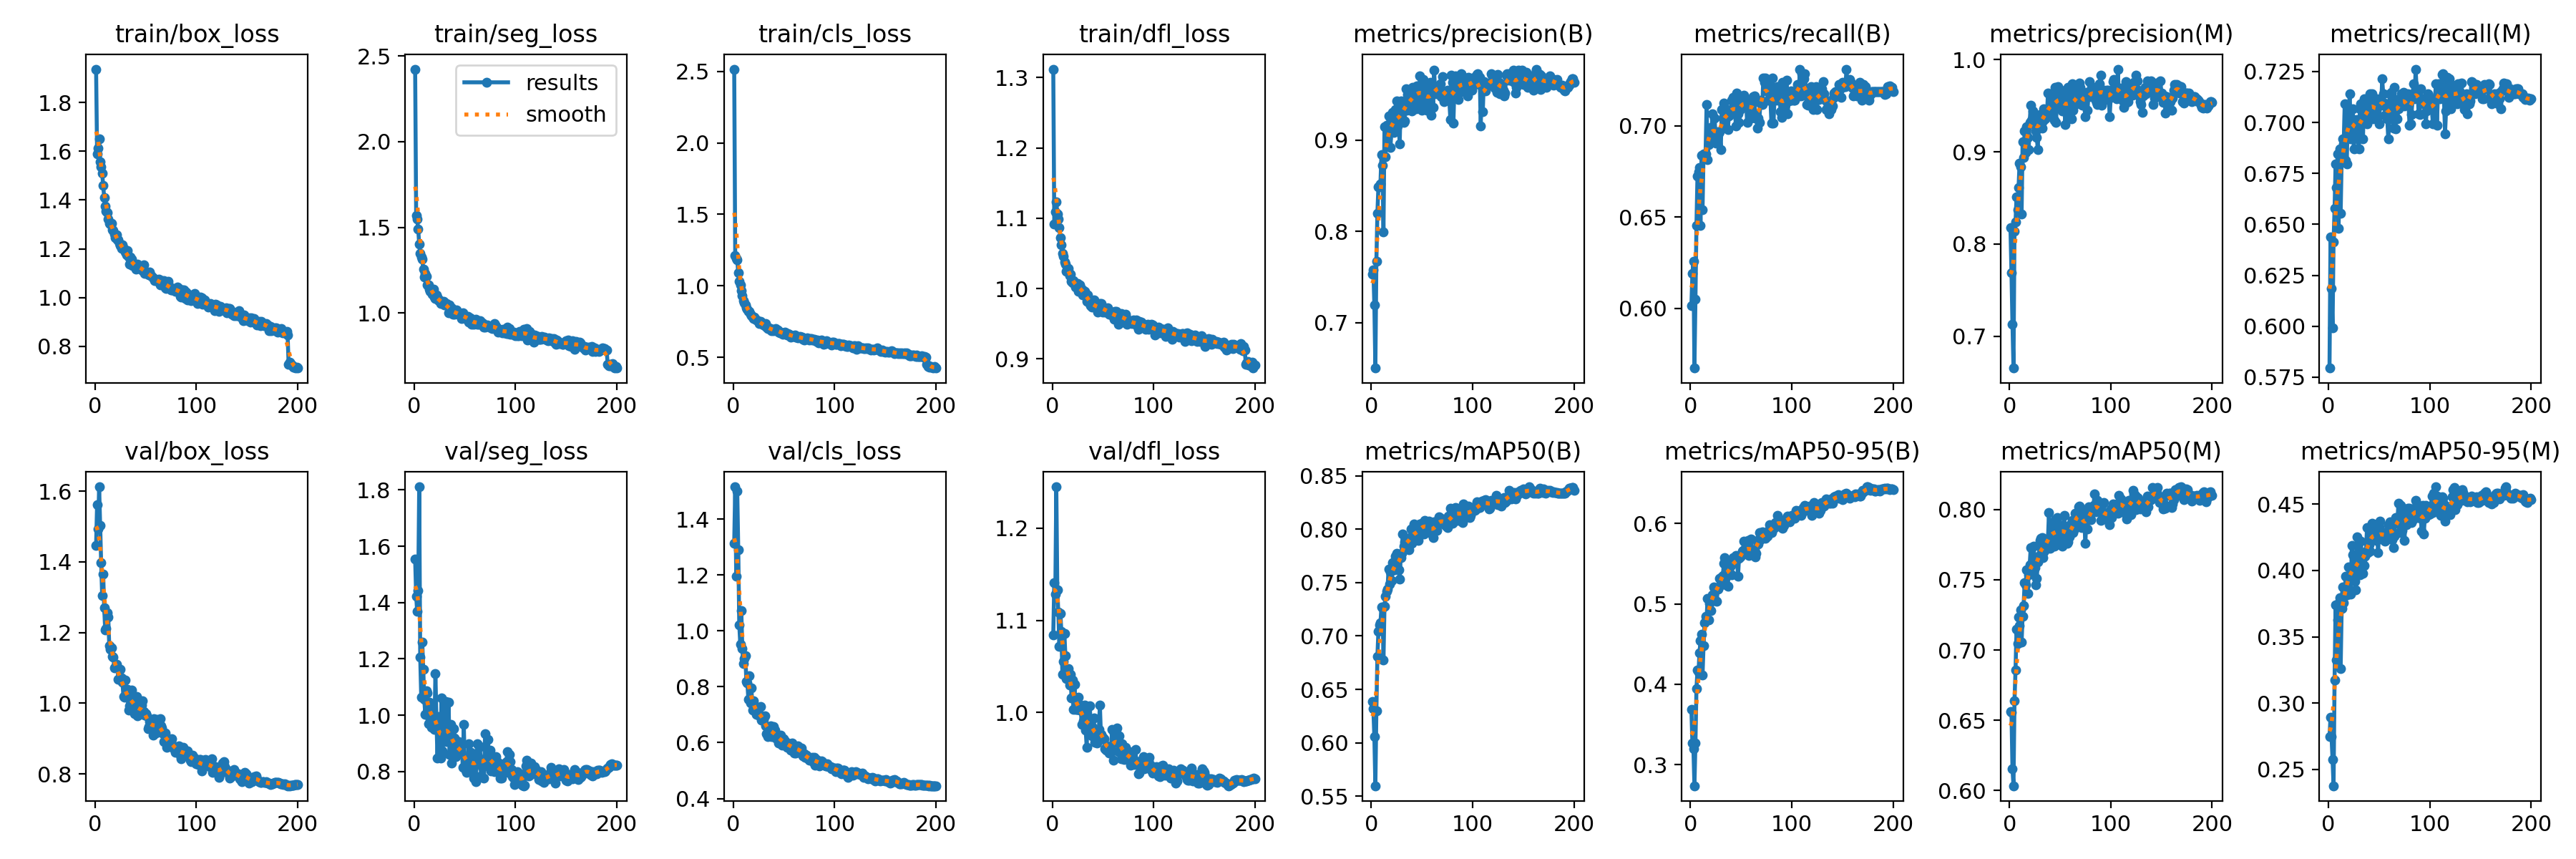 train/box_loss
train/seg_loss
train/cls_loss
train/dfl_loss
metrics/precision(B)
metrics/recall(B)
metrics/precision(M)
metrics/recall(M)
results
smooth
1.8
1.6
1.4
1.2
1.0
0.8
0 100 200
2.5
2.0
1.5
1.0
0 100 200
2.5
2.0
1.5
1.0
0.5
0 100 200
1.3
1.2
1.1
1.0
0.9
0 100 200
0.9
0.8
0.7
0 100 200
0.70
0.65
0.60
0 100 200
1.0
0.9
0.8
0.7
0 100 200
0.725
0.700
0.675
0.650
0.625
0.600
0.575
0 100 200
val/box_loss
val/seg_loss
val/cls_loss
val/dfl_loss
metrics/mAP50(B)
metrics/mAP50-95(B)
metrics/mAP50(M)
metrics/mAP50-95(M)
1.6
1.4
1.2
1.0
0.8
0 100 200
1.8
1.6
1.4
1.2
1.0
0.8
0 100 200
1.4
1.2
1.0
0.8
0.6
0.4
0 100 200
1.2
1.1
1.0
0 100 200
0.85
0.80
0.75
0.70
0.65
0.60
0.55
0 100 200
0.6
0.5
0.4
0.3
0 100 200
0.80
0.75
0.70
0.65
0.60
0 100 200
0.45
0.40
0.35
0.30
0.25
0 100 200